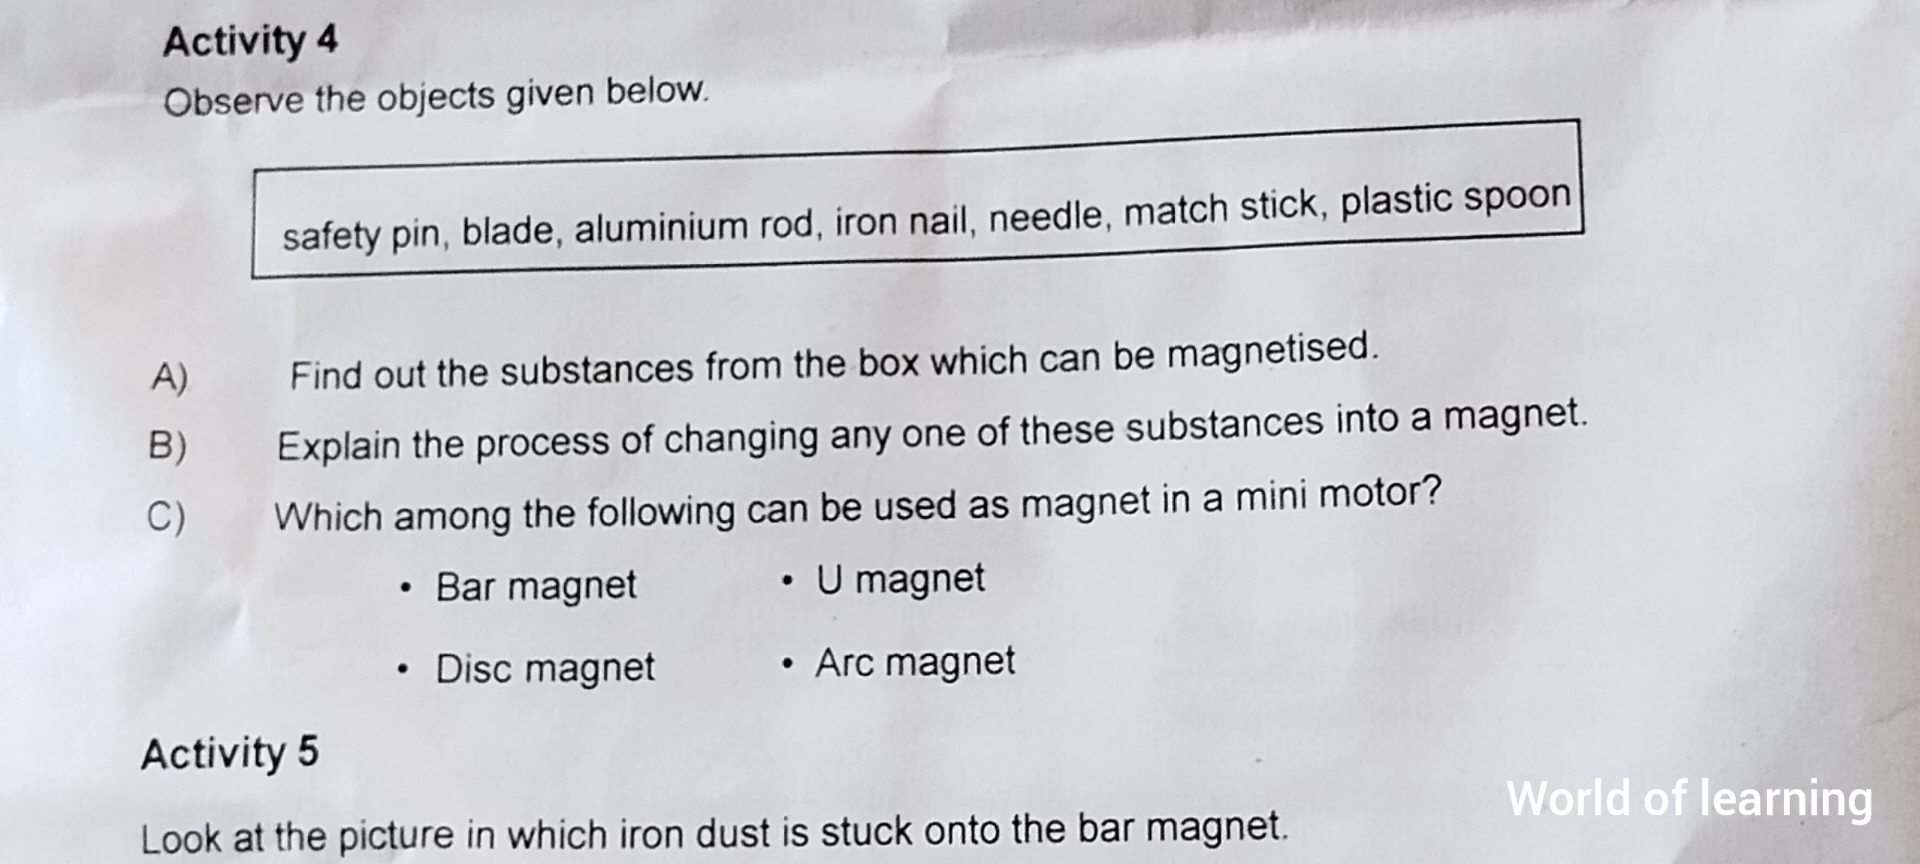 Activity 4
Observe the objects given below.
safety pin, blade, aluminium rod, iron nail, needle, match stick, plastic spoon
A) Find out the substances from the box which can be magnetised.
B) Explain the process of changing any one of these substances into a magnet.
C) Which among the following can be used as magnet in a mini motor?
• Bar magnet • U magnet
• Disc magnet • Arc magnet
Activity 5
World of learning
Look at the picture in which iron dust is stuck onto the bar magnet.